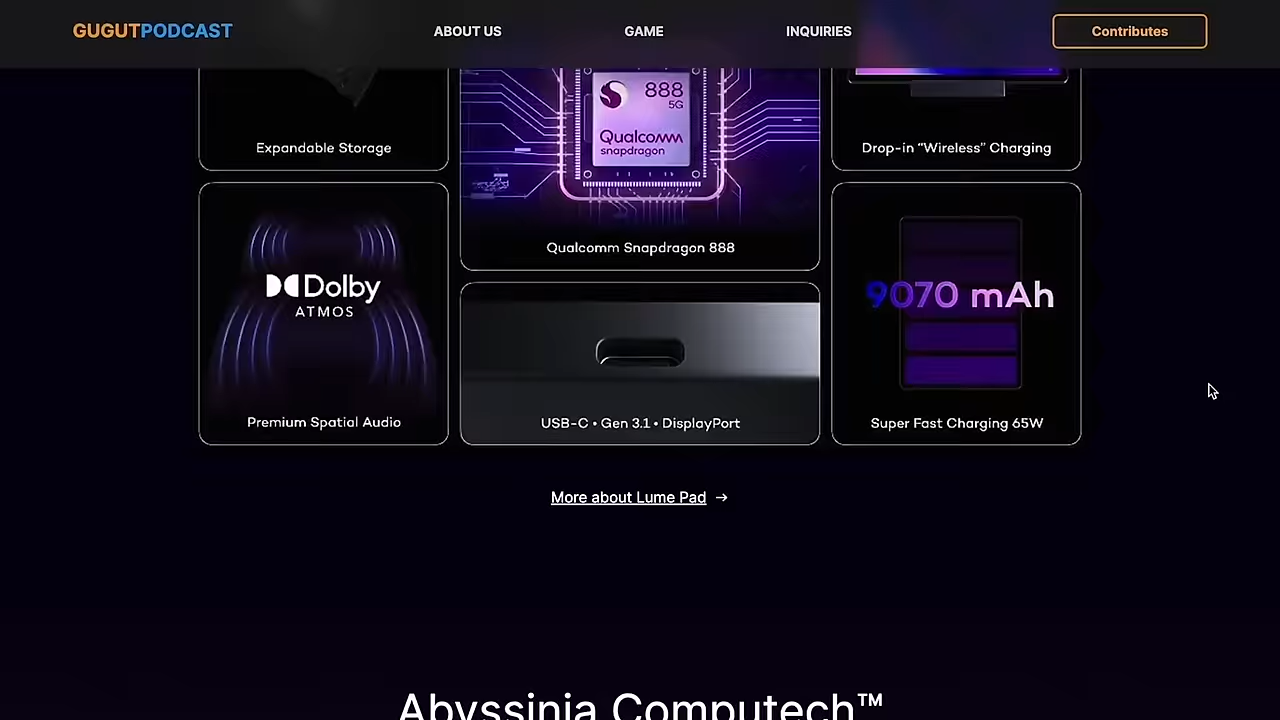 GUGUTPODCAST
ABOUT US
GAME
INQUIRIES
Contributes
888
5G
Qualcomm
snapdragon
Expandable Storage
Drop-in “Wireless” Charging
Qualcomm Snapdragon 888
Dolby
ATMOS
9070 mAh
Premium Spatial Audio
USB-C • Gen 3.1 • DisplayPort
Super Fast Charging 65W
More about Lume Pad →
Abyssinia Computech™